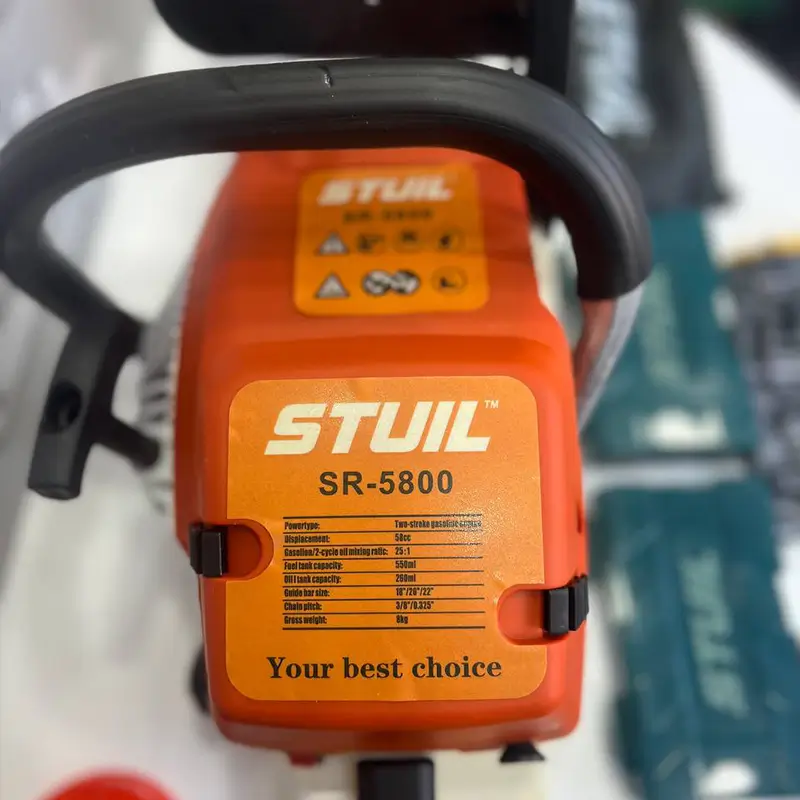 STUIL
SR-5800
STUIL™
SR-5800
Powertype: Two-stroke gasoline engine
Displacement: 58cc
Gasolion/2-cycle oil mixing ratio: 25:1
Fuel tank capacity: 550ml
Oil l tank capacity: 260ml
Guide bar size: 18"/20"/22"
Chain pitch: 3/8"/0.325"
Gross weight: 8kg
Your best choice
STUIL